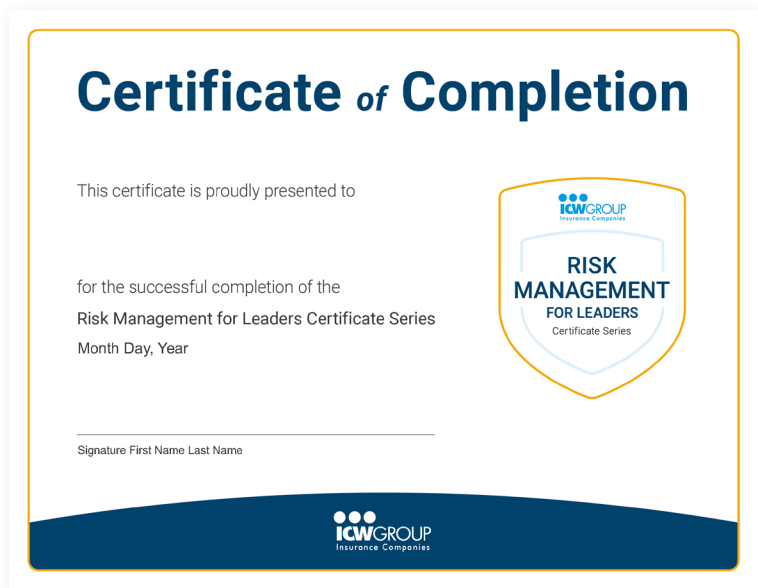 Certificate of Completion
This certificate is proudly presented to
ICWGROUP
Insurance Companies
RISK
MANAGEMENT
FOR LEADERS
Certificate Series
for the successful completion of the
Risk Management for Leaders Certificate Series
Month Day, Year
Signature First Name Last Name
ICWGROUP
Insurance Companies